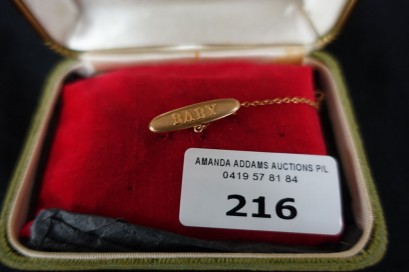 BABY
AMANDA ADDAMS AUCTIONS P/L
0419 57 81 84
216